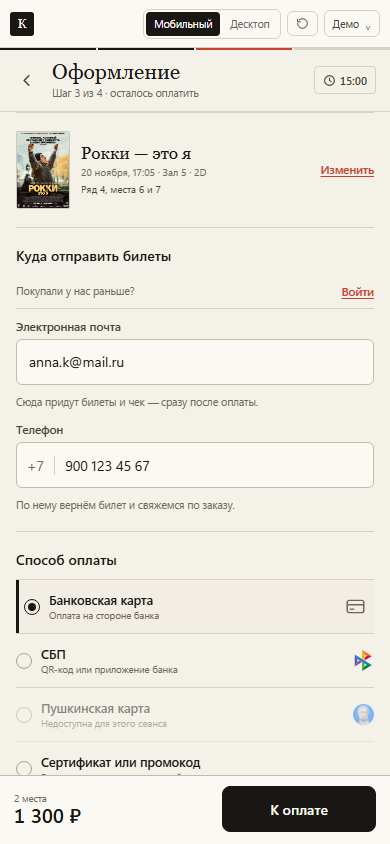 K
Мобильный
Десктоп
Демо
Оформление
Шаг 3 из 4 · осталось оплатить
15:00
РОККИ
ЭТО Я
Рокки — это я
20 ноября, 17:05 · Зал 5 · 2D
Ряд 4, места 6 и 7
Изменить
Куда отправить билеты
Покупали у нас раньше?
Войти
Электронная почта
anna.k@mail.ru
Сюда придут билеты и чек — сразу после оплаты.
Телефон
+7
900 123 45 67
По нему вернём билет и свяжемся по заказу.
Способ оплаты
Банковская карта
Оплата на стороне банка
СБП
QR-код или приложение банка
Пушкинская карта
Недоступна для этого сеанса
Сертификат или промокод
2 места
1 300 ₽
К оплате